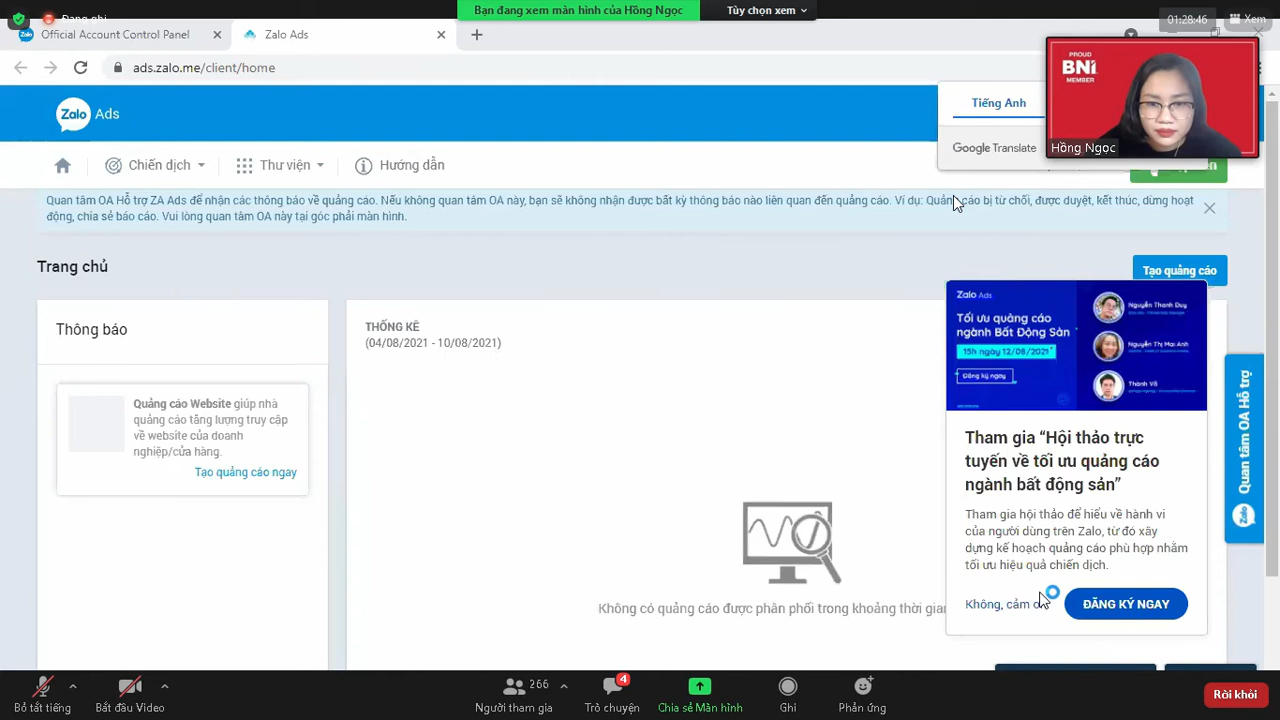 Đang ghi
Bạn đang xem màn hình của Hồng Ngọc
Tùy chọn xem
01:28:46
Xem
Official Account Control Panel
Zalo Ads
ads.zalo.me/client/home
Zalo Ads
Tiếng Anh
Google Translate
PROUD
BNI
MEMBER
Hồng Ngọc
Chiến dịch
Thư viện
Hướng dẫn
Quan tâm OA Hỗ trợ ZA Ads để nhận các thông báo về quảng cáo. Nếu không quan tâm OA này, bạn sẽ không nhận được bất kỳ thông báo nào liên quan đến quảng cáo. Ví dụ: Quảng cáo bị từ chối, được duyệt, kết thúc, dừng hoạt
động, chia sẻ báo cáo. Vui lòng quan tâm OA này tại góc phải màn hình.
Trang chủ
Tạo quảng cáo
Thông báo
Quảng cáo Website giúp nhà
quảng cáo tăng lượng truy cập
về website của doanh
nghiệp/cửa hàng.
Tạo quảng cáo ngay
THỐNG KÊ
(04/08/2021 - 10/08/2021)
Không có quảng cáo được phân phối trong khoảng thời gian
Zalo Ads
Tối ưu quảng cáo
ngành Bất Động Sản
15h ngày 12/08/2021
Đăng ký ngay
Nguyễn Thanh Duy
Nguyễn Thị Mai Anh
Thành Võ
Tham gia “Hội thảo trực
tuyến về tối ưu quảng cáo
ngành bất động sản”
Tham gia hội thảo để hiểu về hành vi
của người dùng trên Zalo, từ đó xây
dựng kế hoạch quảng cáo phù hợp nhằm
tối ưu hiệu quả chiến dịch.
Không, cảm
ĐĂNG KÝ NGAY
Quan tâm OA Hỗ trợ
Zalo
Bỏ tắt tiếng
Bắt đầu Video
266
Người tham gia
4
Trò chuyện
Chia sẻ Màn hình
Ghi
Phản ứng
Rời khỏi